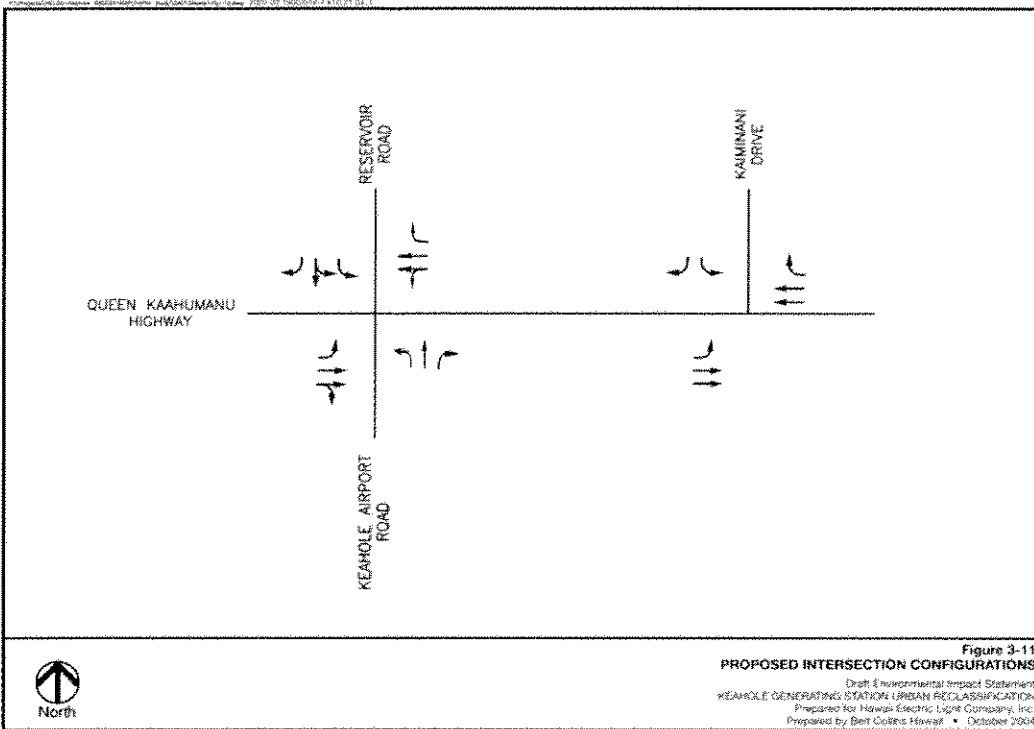 RESERVOIR
ROAD
KAIMINANI
DRIVE
QUEEN KAAHUMANU
HIGHWAY
KEAHOLE AIRPORT
ROAD
North
Figure 3-11
PROPOSED INTERSECTION CONFIGURATIONS
Draft Environmental Impact Statement
KEAHOLE GENERATING STATION URBAN RECLASSIFICATION
Prepared for Hawaii Electric Light Company, Inc.
Prepared by Belt Collins Hawaii • October 2004